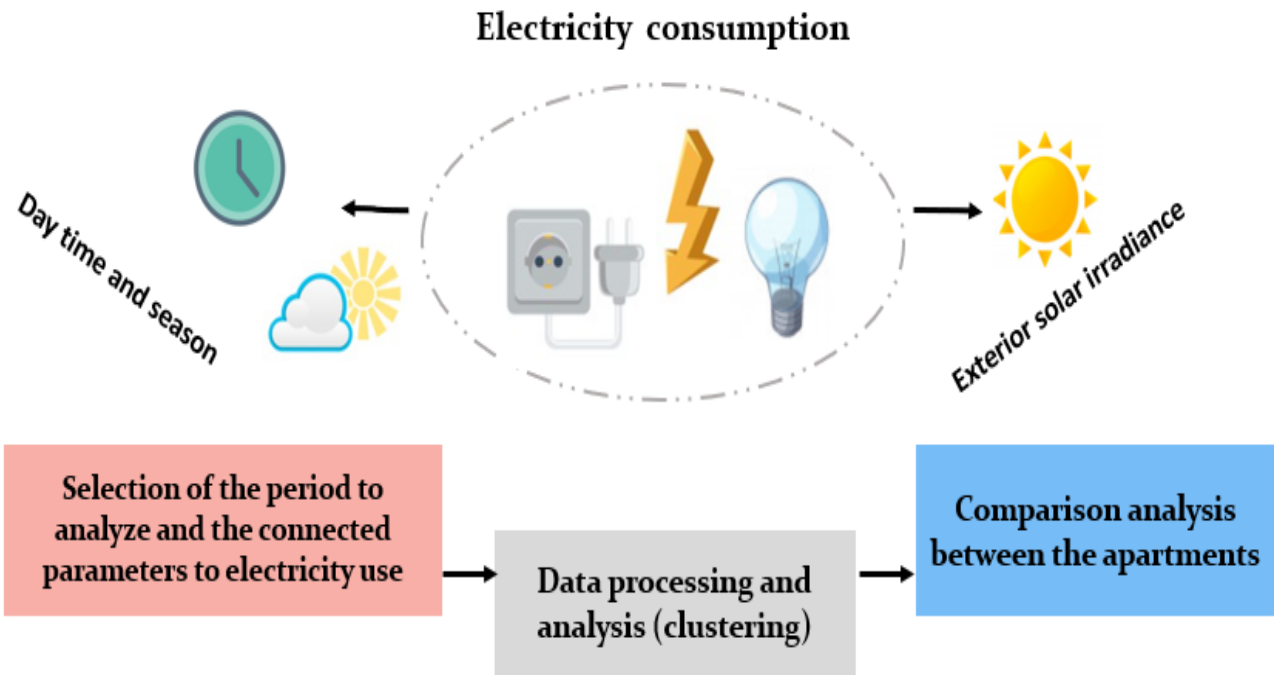 Electricity consumption
Day time and season
Exterior solar irradiance
Selection of the period to
analyze and the connected
parameters to electricity use
Data processing and
analysis (clustering)
Comparison analysis
between the apartments